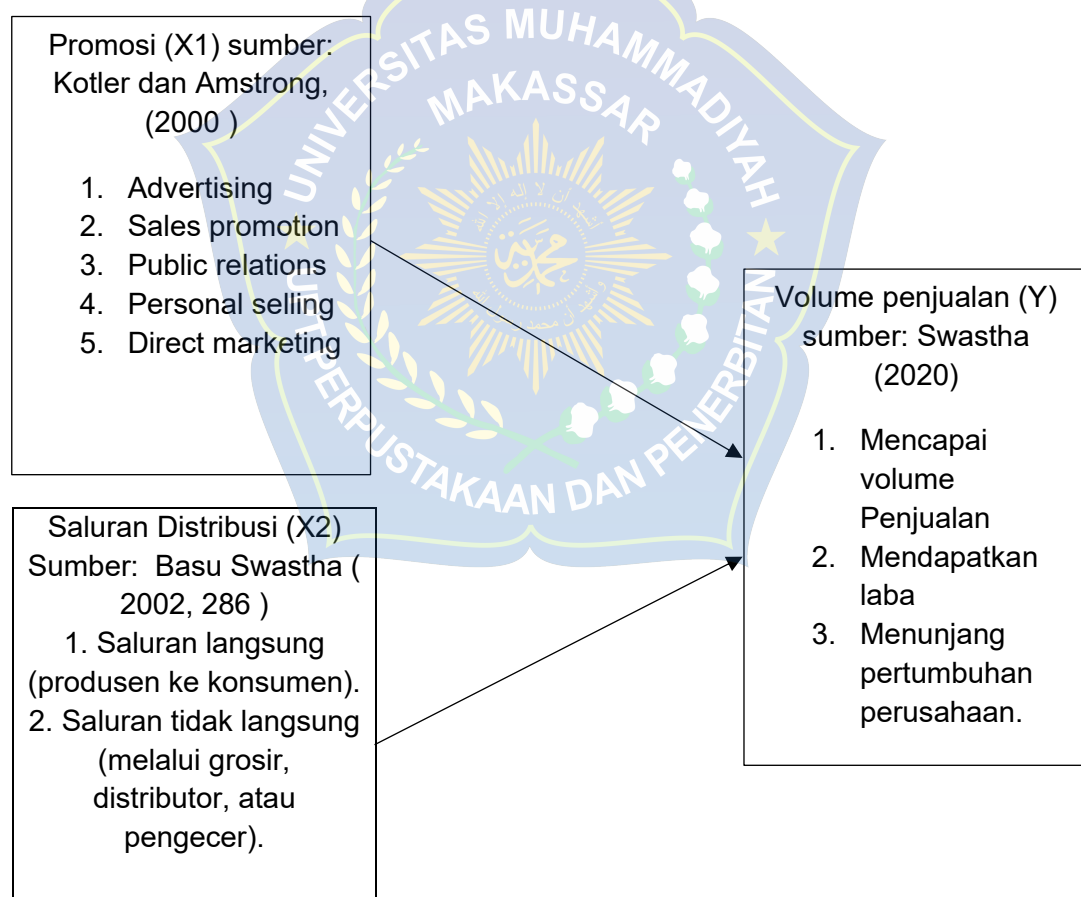 Promosi (X1) sumber:
Kotler dan Amstrong,
(2000 )
1. Advertising
2. Sales promotion
3. Public relations
4. Personal selling
5. Direct marketing
Saluran Distribusi (X2)
Sumber: Basu Swastha (
2002, 286 )
1. Saluran langsung
(produsen ke konsumen).
2. Saluran tidak langsung
(melalui grosir,
distributor, atau
pengecer).
Volume penjualan (Y)
sumber: Swastha
(2020)
1. Mencapai
volume
Penjualan
2. Mendapatkan
laba
3. Menunjang
pertumbuhan
perusahaan.
UNIVERSITAS MUHAMMADIYAH
MAKASSAR
UPT PERPUSTAKAAN DAN PENERBITAN